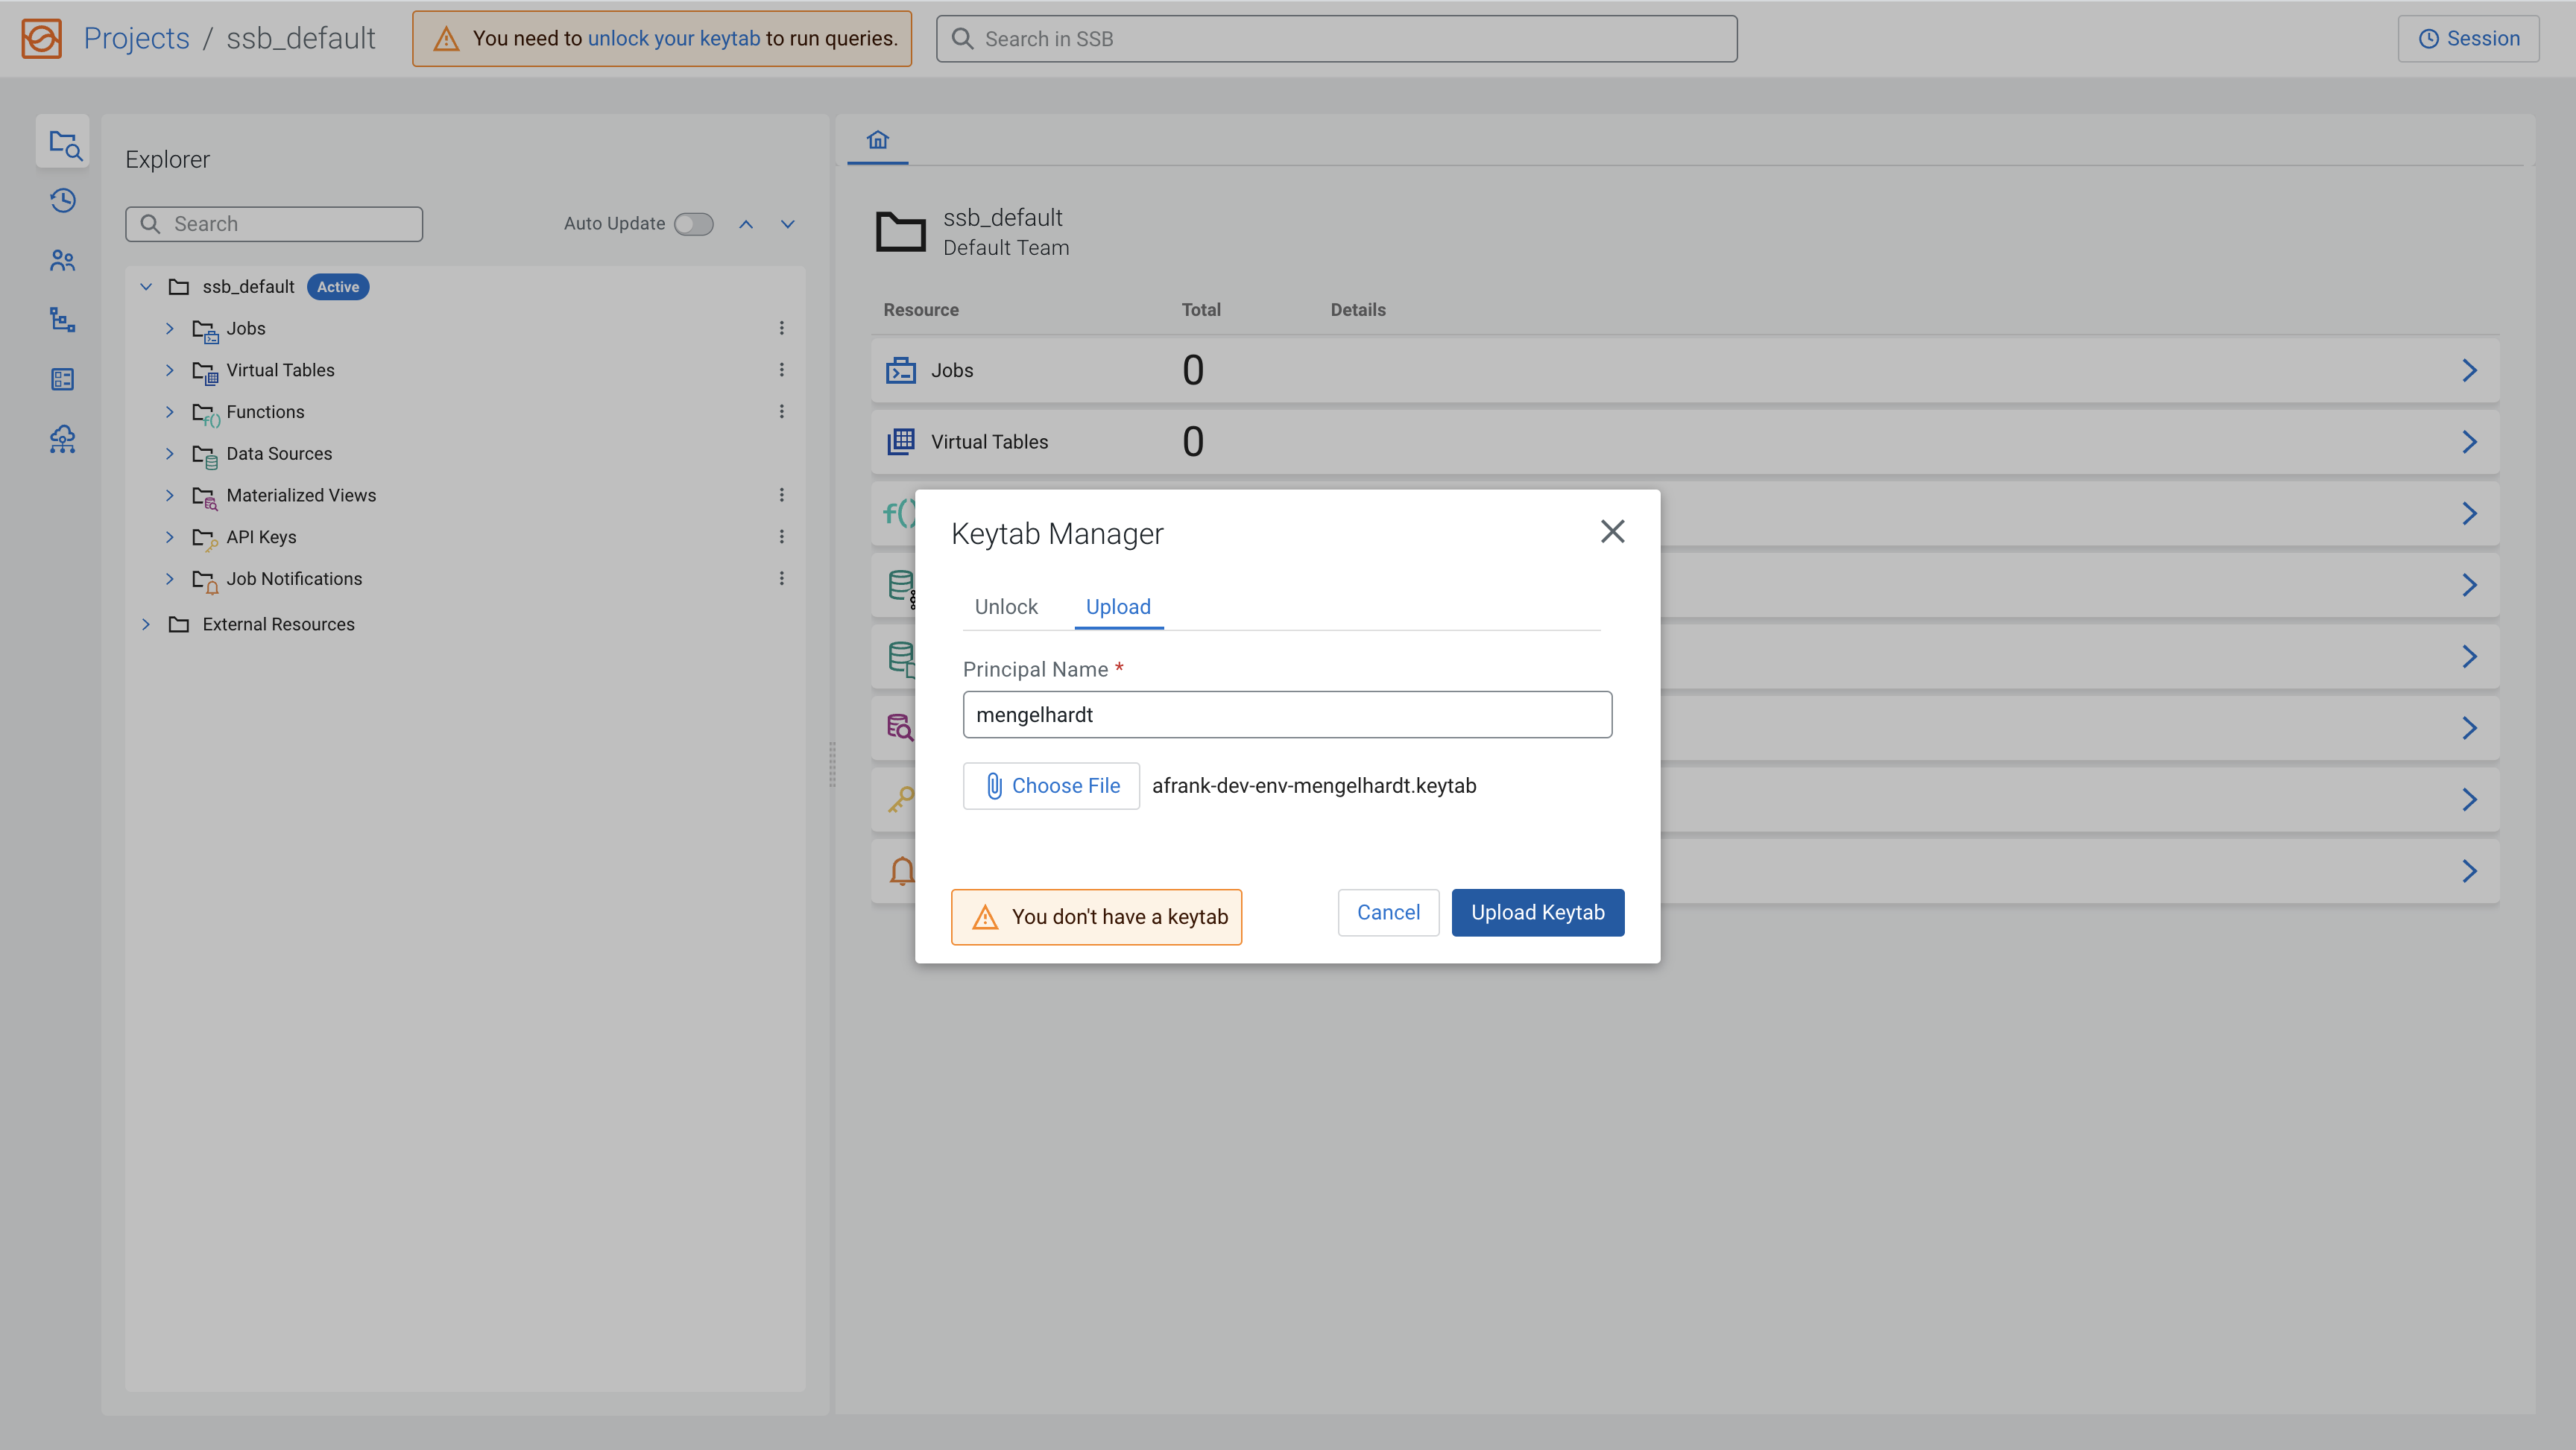 Projects / ssb_default
You need to unlock your keytab to run queries.
Search in SSB
Session
Explorer
Search
Auto Update
ssb_default Active
Jobs
Virtual Tables
Functions
Data Sources
Materialized Views
API Keys
Job Notifications
External Resources
ssb_default
Default Team
Resource Total Details
Jobs 0
Virtual Tables 0
f()
Keytab Manager
Unlock Upload
Principal Name *
mengelhardt
Choose File afrank-dev-env-mengelhardt.keytab
You don't have a keytab
Cancel
Upload Keytab